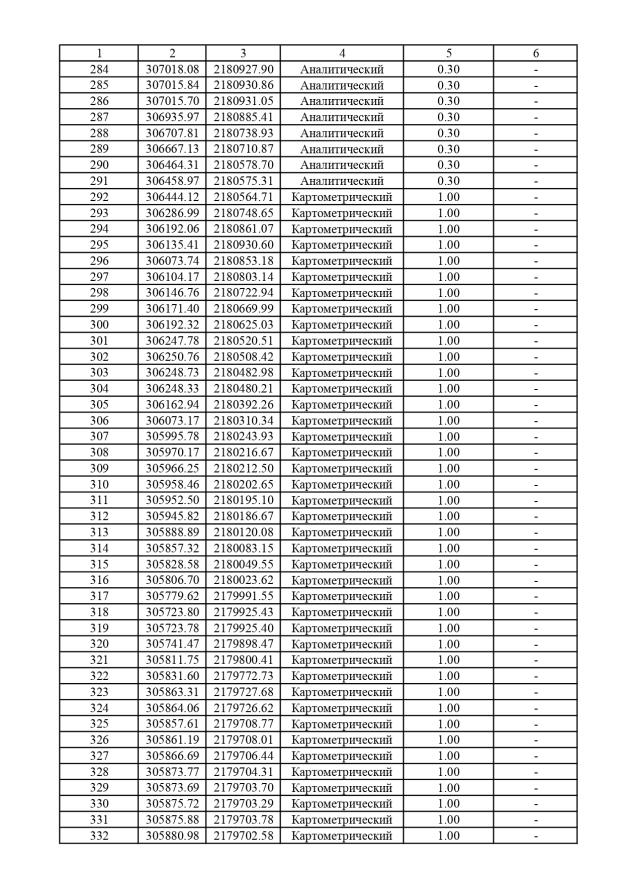 1 2 3 4 5 6
284 307018.08 2180927.90 Аналитический 0.30 -
285 307015.84 2180930.86 Аналитический 0.30 -
286 307015.70 2180931.05 Аналитический 0.30 -
287 306935.97 2180885.41 Аналитический 0.30 -
288 306707.81 2180738.93 Аналитический 0.30 -
289 306667.13 2180710.87 Аналитический 0.30 -
290 306464.31 2180578.70 Аналитический 0.30 -
291 306458.97 2180575.31 Аналитический 0.30 -
292 306444.12 2180564.71 Картометрический 1.00 -
293 306286.99 2180748.65 Картометрический 1.00 -
294 306192.06 2180861.07 Картометрический 1.00 -
295 306135.41 2180930.60 Картометрический 1.00 -
296 306073.74 2180853.18 Картометрический 1.00 -
297 306104.17 2180803.14 Картометрический 1.00 -
298 306146.76 2180722.94 Картометрический 1.00 -
299 306171.40 2180669.99 Картометрический 1.00 -
300 306192.32 2180625.03 Картометрический 1.00 -
301 306247.78 2180520.51 Картометрический 1.00 -
302 306250.76 2180508.42 Картометрический 1.00 -
303 306248.73 2180482.98 Картометрический 1.00 -
304 306248.33 2180480.21 Картометрический 1.00 -
305 306162.94 2180392.26 Картометрический 1.00 -
306 306073.17 2180310.34 Картометрический 1.00 -
307 305995.78 2180243.93 Картометрический 1.00 -
308 305970.17 2180216.67 Картометрический 1.00 -
309 305966.25 2180212.50 Картометрический 1.00 -
310 305958.46 2180202.65 Картометрический 1.00 -
311 305952.50 2180195.10 Картометрический 1.00 -
312 305945.82 2180186.67 Картометрический 1.00 -
313 305888.89 2180120.08 Картометрический 1.00 -
314 305857.32 2180083.15 Картометрический 1.00 -
315 305828.58 2180049.55 Картометрический 1.00 -
316 305806.70 2180023.62 Картометрический 1.00 -
317 305779.62 2179991.55 Картометрический 1.00 -
318 305723.80 2179925.43 Картометрический 1.00 -
319 305723.78 2179925.40 Картометрический 1.00 -
320 305741.47 2179898.47 Картометрический 1.00 -
321 305811.75 2179800.41 Картометрический 1.00 -
322 305831.60 2179772.73 Картометрический 1.00 -
323 305863.31 2179727.68 Картометрический 1.00 -
324 305864.06 2179726.62 Картометрический 1.00 -
325 305857.61 2179708.77 Картометрический 1.00 -
326 305861.19 2179708.01 Картометрический 1.00 -
327 305866.69 2179706.44 Картометрический 1.00 -
328 305873.77 2179704.31 Картометрический 1.00 -
329 305873.69 2179703.70 Картометрический 1.00 -
330 305875.72 2179703.29 Картометрический 1.00 -
331 305875.88 2179703.78 Картометрический 1.00 -
332 305880.98 2179702.58 Картометрический 1.00 -